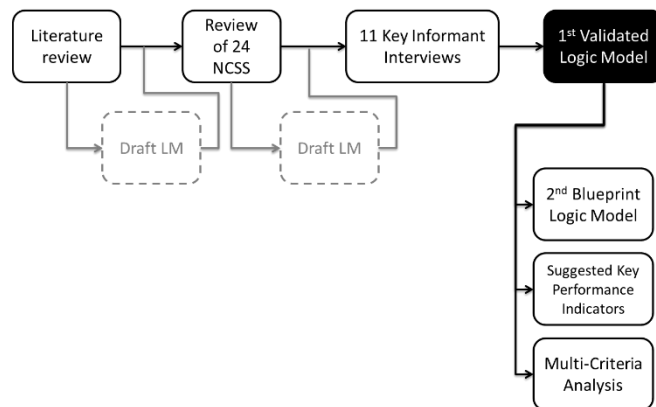 Literature
review
Review
of 24
NCSS
11 Key Informant
Interviews
1st Validated
Logic Model
Draft LM
Draft LM
2nd Blueprint
Logic Model
Suggested Key
Performance
Indicators
Multi-Criteria
Analysis